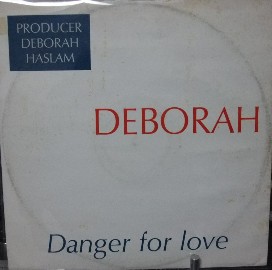 PRODUCER
DEBORAH
HASLAM
DEBORAH
Danger for love